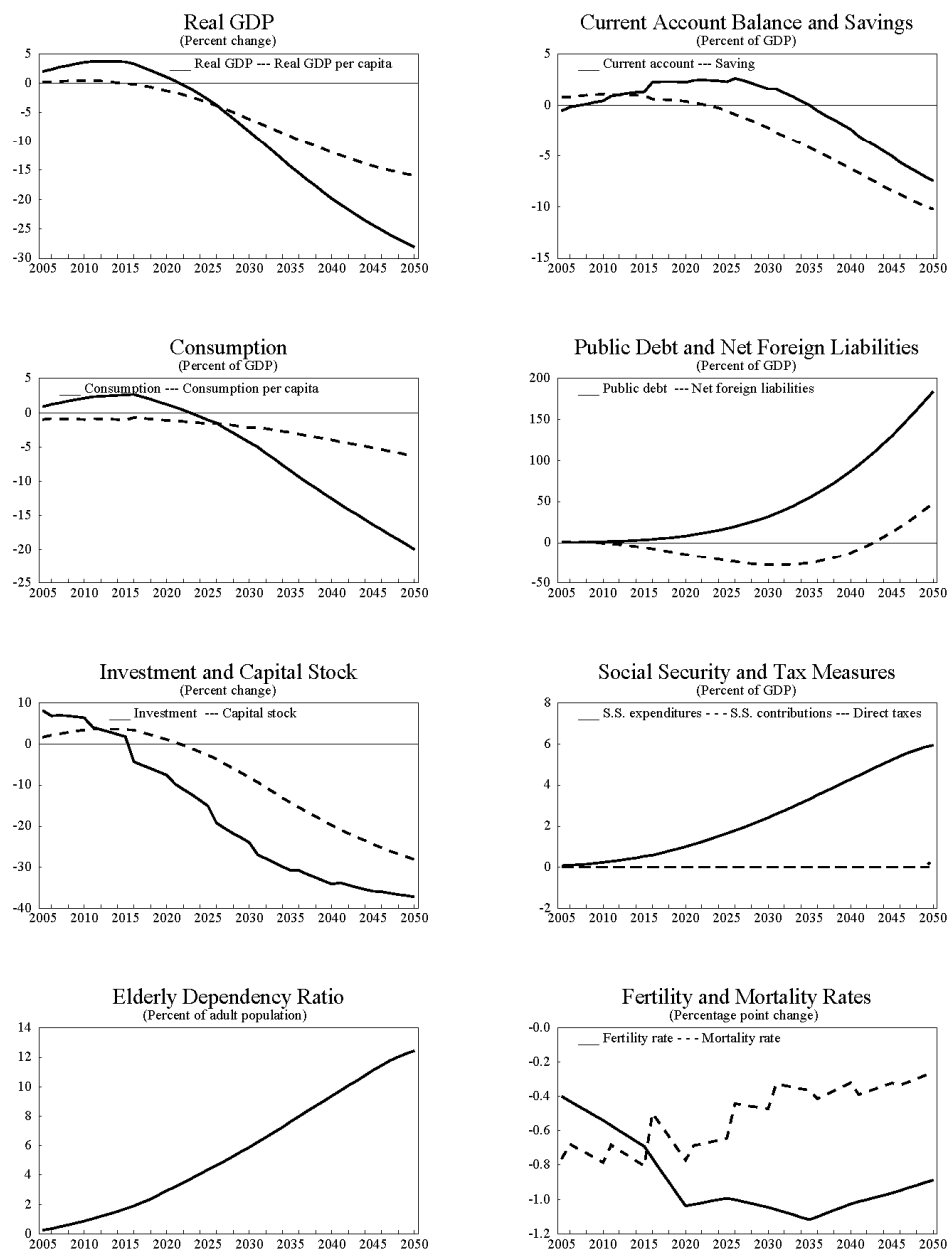 Real GDP
(Percent change)
___ Real GDP --- Real GDP per capita
5
0
-5
-10
-15
-20
-25
-30
2005 2010 2015 2020 2025 2030 2035 2040 2045 2050
Current Account Balance and Savings
(Percent of GDP)
___ Current account --- Saving
5
0
-5
-10
-15
2005 2010 2015 2020 2025 2030 2035 2040 2045 2050
Consumption
(Percent of GDP)
___ Consumption --- Consumption per capita
5
0
-5
-10
-15
-20
-25
2005 2010 2015 2020 2025 2030 2035 2040 2045 2050
Public Debt and Net Foreign Liabilities
(Percent of GDP)
___ Public debt --- Net foreign liabilities
200
150
100
50
0
-50
2005 2010 2015 2020 2025 2030 2035 2040 2045 2050
Investment and Capital Stock
(Percent change)
___ Investment --- Capital stock
10
0
-10
-20
-30
-40
2005 2010 2015 2020 2025 2030 2035 2040 2045 2050
Social Security and Tax Measures
(Percent of GDP)
___ S.S. expenditures - - - S.S. contributions --- Direct taxes
8
6
4
2
0
-2
2005 2010 2015 2020 2025 2030 2035 2040 2045 2050
Elderly Dependency Ratio
(Percent of adult population)
14
12
10
8
6
4
2
0
2005 2010 2015 2020 2025 2030 2035 2040 2045 2050
Fertility and Mortality Rates
(Percentage point change)
___ Fertility rate - - - Mortality rate
-0.0
-0.2
-0.4
-0.6
-0.8
-1.0
-1.2
2005 2010 2015 2020 2025 2030 2035 2040 2045 2050